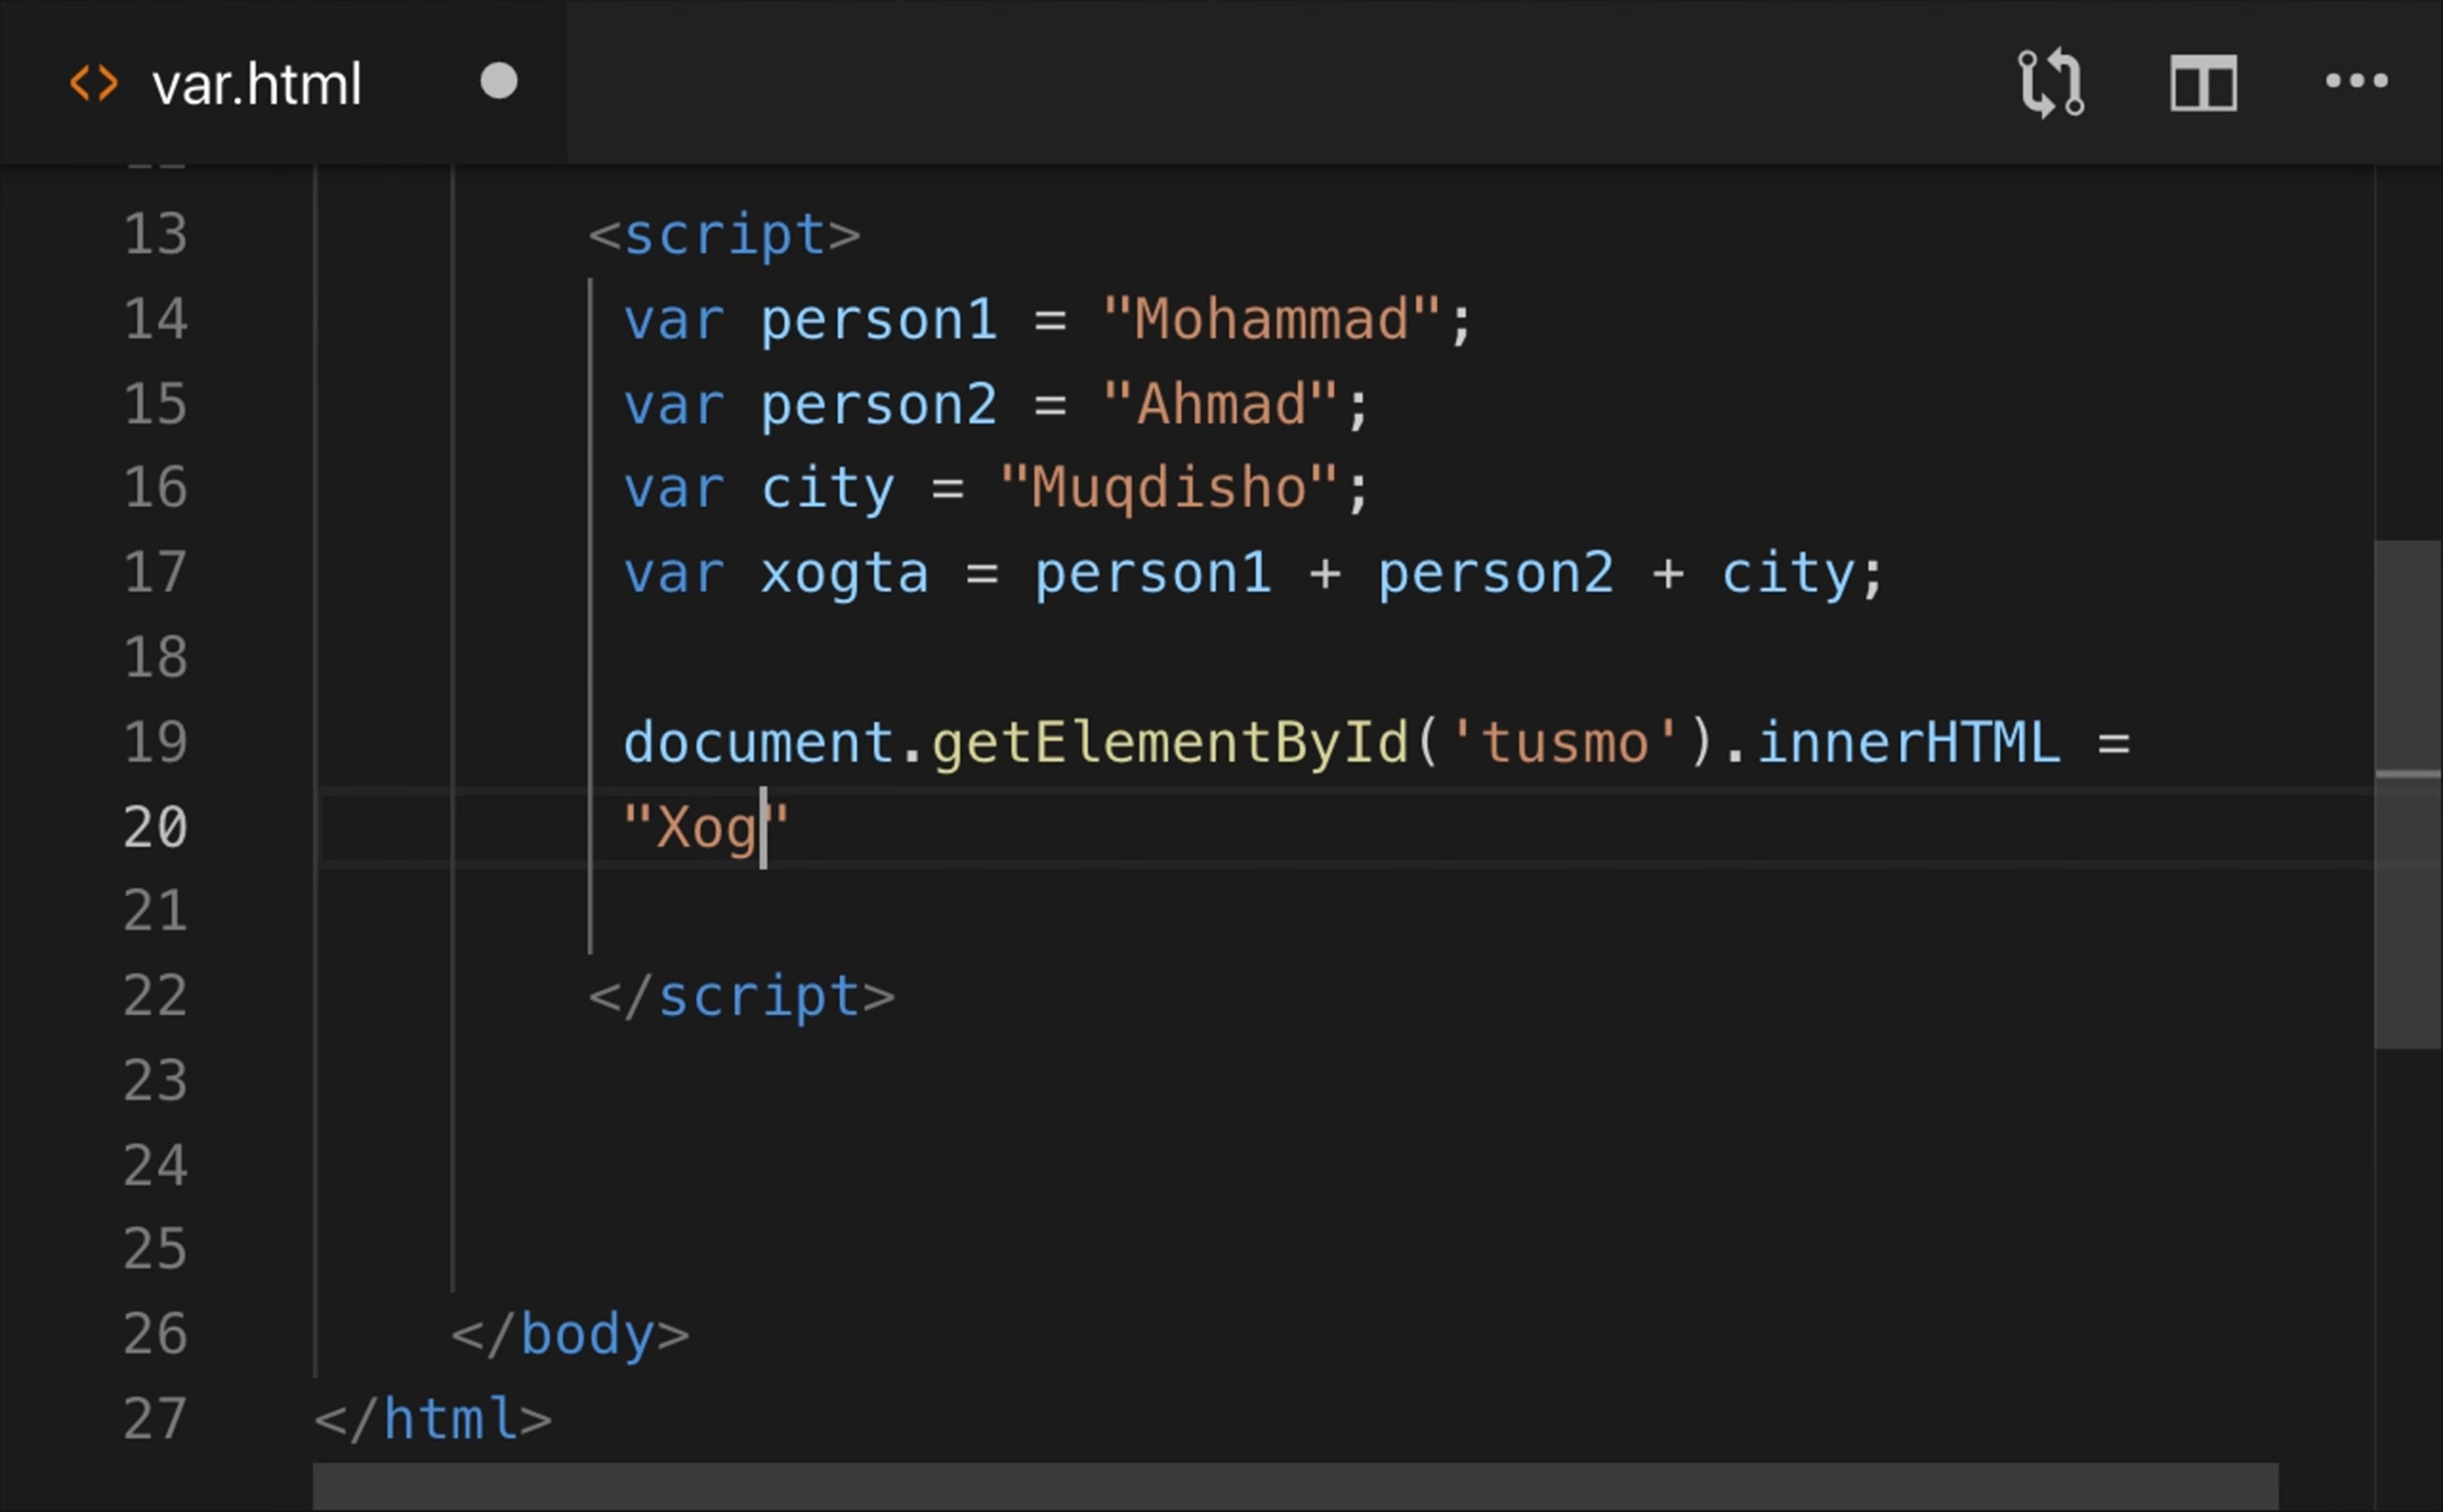 var.html
13 <script>
14 var person1 = "Mohammad";
15 var person2 = "Ahmad";
16 var city = "Muqdisho";
17 var xogta = person1 + person2 + city;
18
19 document.getElementById('tusmo').innerHTML =
20 "Xog"
21
22 </script>
23
24
25
26 </body>
27 </html>